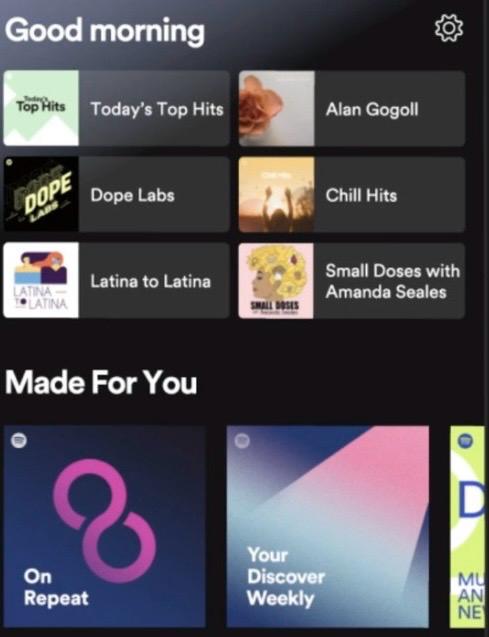 Good morning
Today's
Top Hits
Today's Top Hits
Alan Gogoll
DOPE
LABS
Dope Labs
Chill Hits
Chill Hits
LATINA
TO LATINA
Latina to Latina
SMALL DOSES
Small Doses with
Amanda Seales
Made For You
On
Repeat
Your
Discover
Weekly
D
MU
AN
NE